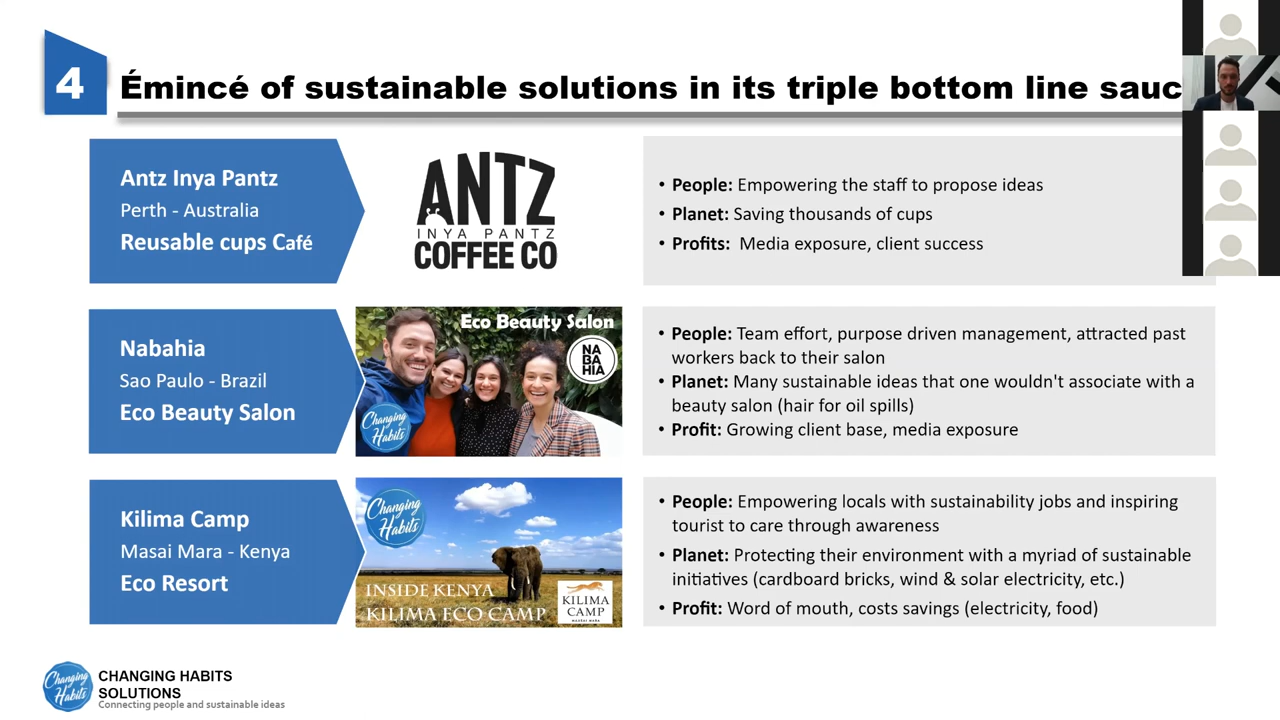 4
Émincé of sustainable solutions in its triple bottom line sauc
Antz Inya Pantz
Perth - Australia
Reusable cups Café
ANTZ
INYA PANTZ
COFFEE CO
• People: Empowering the staff to propose ideas
• Planet: Saving thousands of cups
• Profits: Media exposure, client success
Nabahia
Sao Paulo - Brazil
Eco Beauty Salon
Eco Beauty Salon
NA
BA
HIA
Changing
Habits
• People: Team effort, purpose driven management, attracted past
workers back to their salon
• Planet: Many sustainable ideas that one wouldn't associate with a
beauty salon (hair for oil spills)
• Profit: Growing client base, media exposure
Kilima Camp
Masai Mara - Kenya
Eco Resort
Changing
Habits
INSIDE KENYA
KILIMA ECO CAMP
KILIMA
CAMP
MASAI MARA
• People: Empowering locals with sustainability jobs and inspiring
tourist to care through awareness
• Planet: Protecting their environment with a myriad of sustainable
initiatives (cardboard bricks, wind & solar electricity, etc.)
• Profit: Word of mouth, costs savings (electricity, food)
Changing
Habits
CHANGING HABITS
SOLUTIONS
Connecting people and sustainable ideas